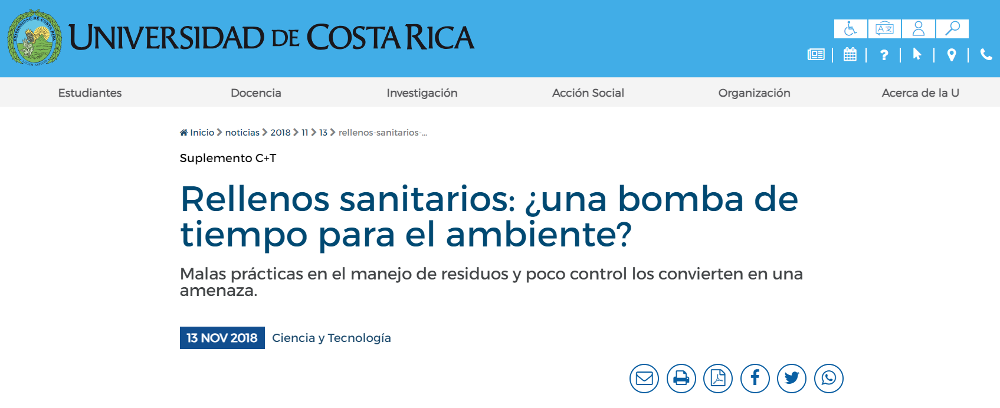 UNIVERSIDAD DE COSTA RICA
Estudiantes Docencia Investigación Acción Social Organización Acerca de la U
Inicio noticias 2018 11 13 rellenos-sanitarios-...
Suplemento C+T
Rellenos sanitarios: ¿una bomba de
tiempo para el ambiente?
Malas prácticas en el manejo de residuos y poco control los convierten en una
amenaza.
13 NOV 2018 Ciencia y Tecnología